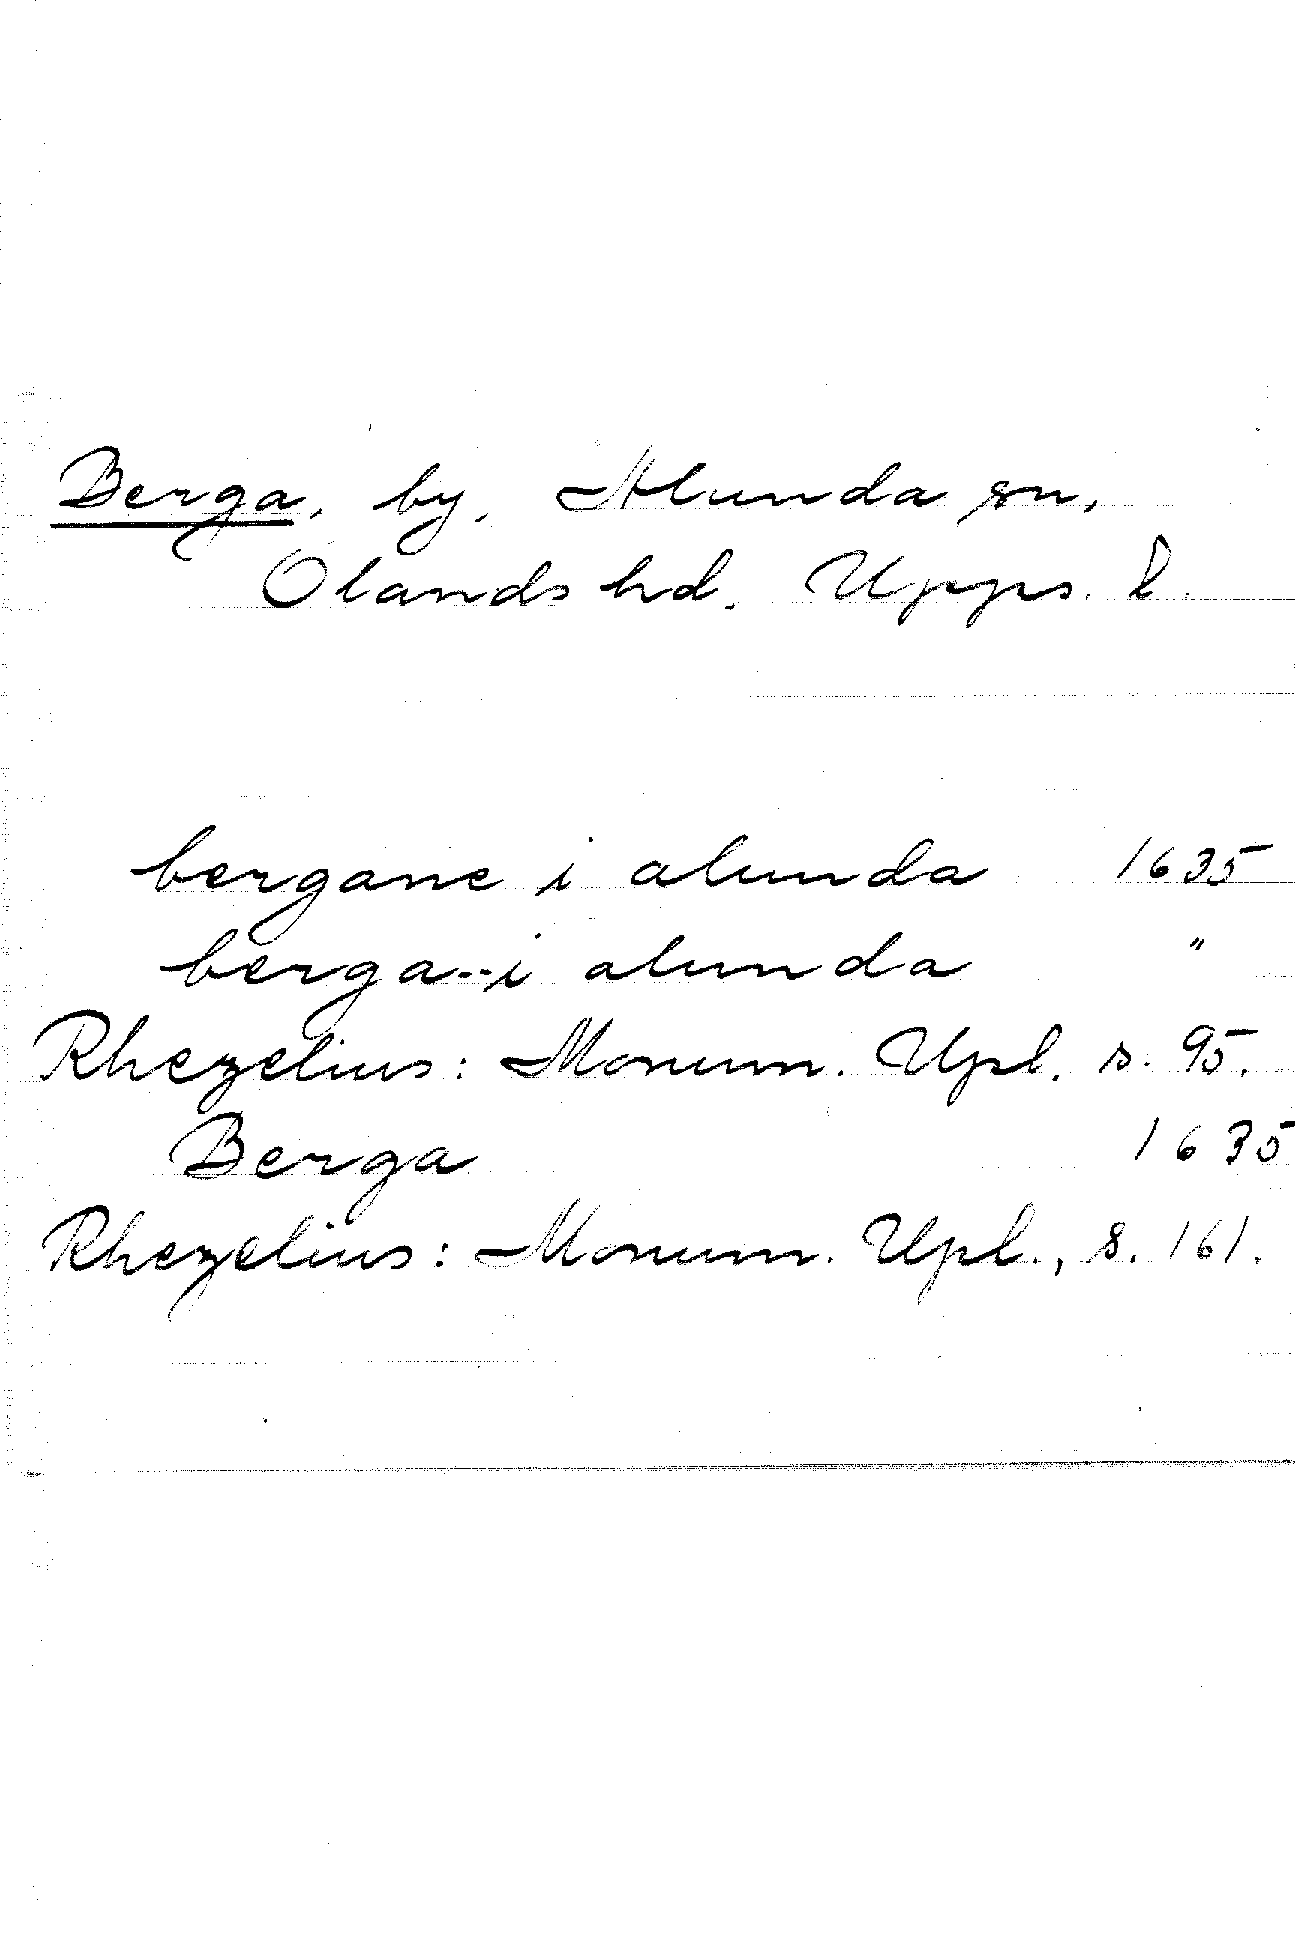 Berga, by, Alunda sn,
Olands hd. Upps. l.
bergane i alunda 1635
berga--i alunda "
Rhezelius: Monum. Upl. s. 95.
Berga 1635
Rhezelius: Monum. Upl., s. 161.